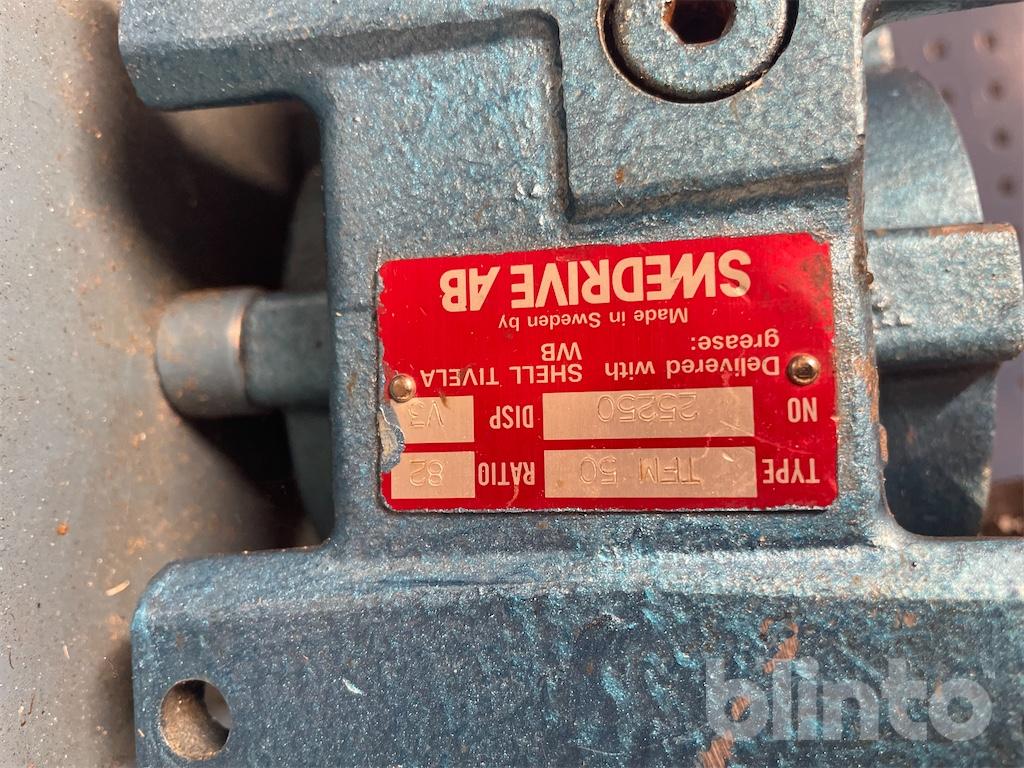 TYPE TFM 50 RATIO 82
NO 25250 DISP V3
Delivered with SHELL TIVELA
grease: WB
Made in Sweden by
SWEDRIVE AB
blinto